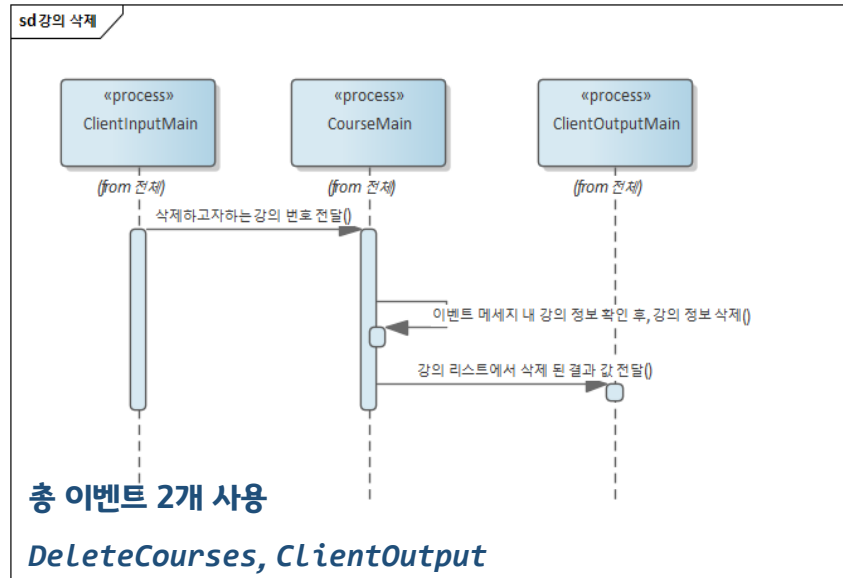 sd 강의 삭제
«process»
ClientInputMain
(from 전체)
«process»
CourseMain
(from 전체)
«process»
ClientOutputMain
(from 전체)
삭제하고자하는 강의 번호 전달()
이벤트 메세지 내 강의 정보 확인 후, 강의 정보 삭제()
강의 리스트에서 삭제 된 결과 값 전달()
총 이벤트 2개 사용
DeleteCourses, ClientOutput